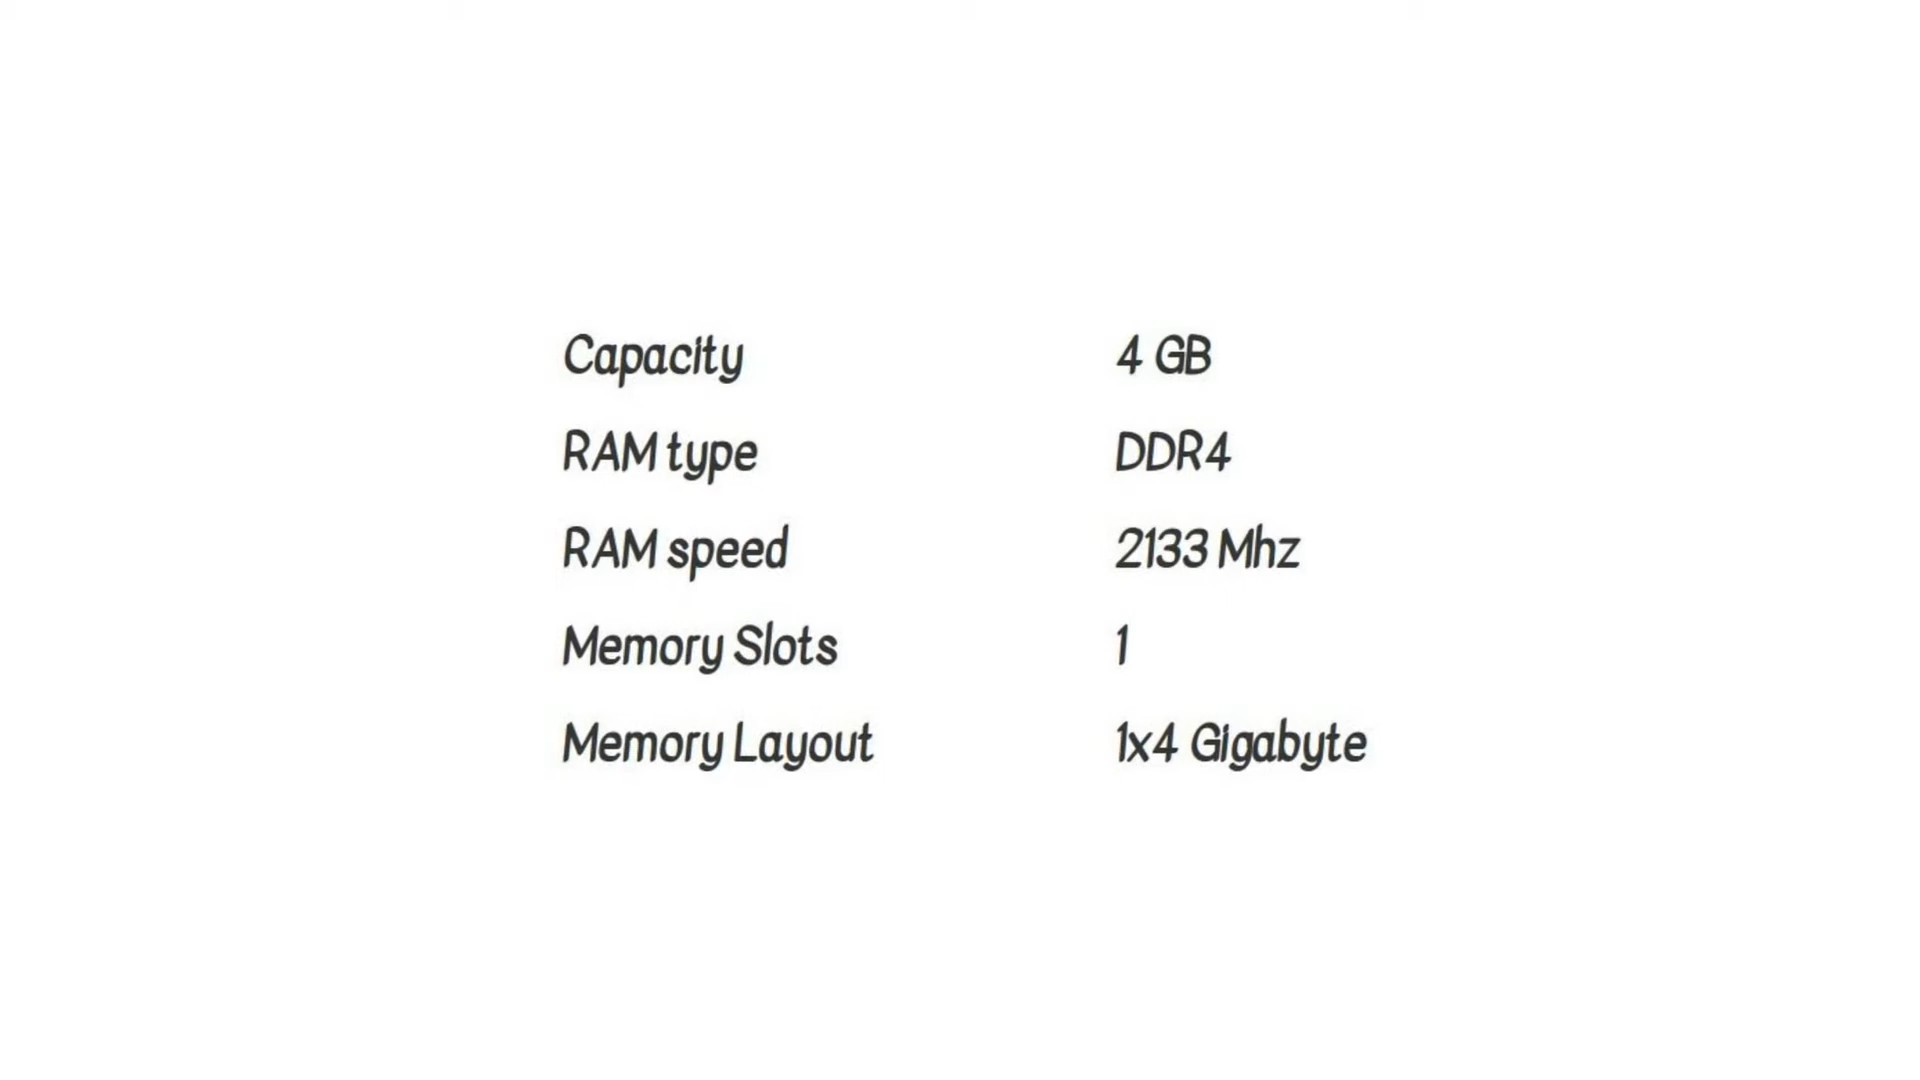 Capacity 4 GB
RAM type DDR4
RAM speed 2133 Mhz
Memory Slots 1
Memory Layout 1x4 Gigabyte